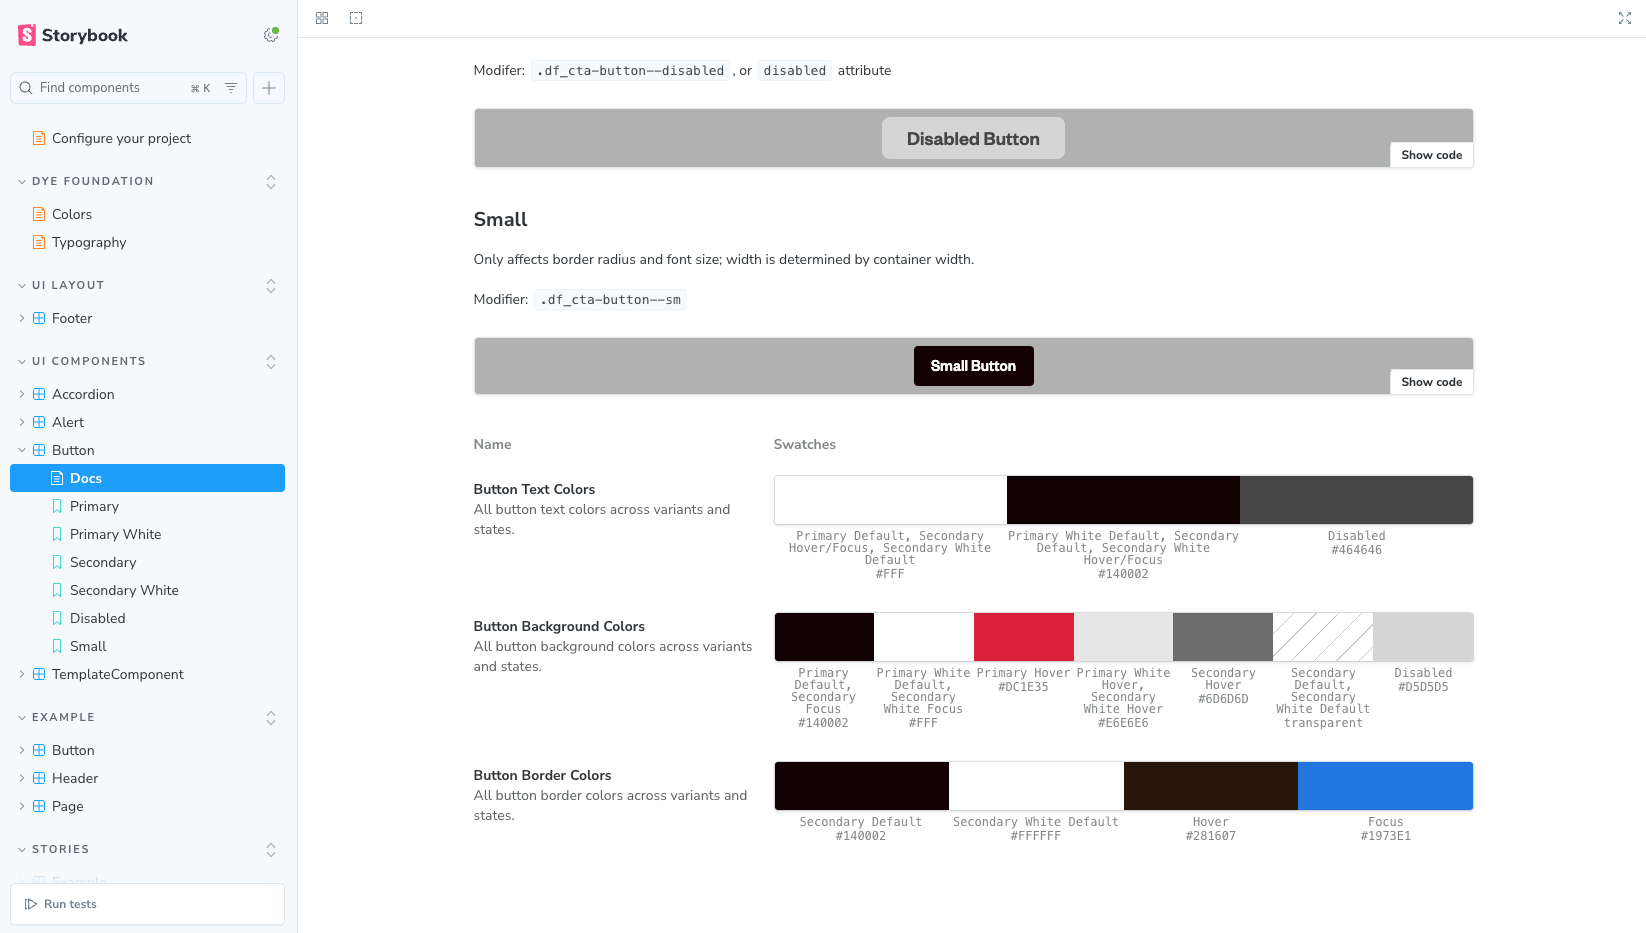 Storybook
Find components
⌘ K
Configure your project
DYE FOUNDATION
Colors
Typography
UI LAYOUT
Footer
UI COMPONENTS
Accordion
Alert
Button
Docs
Primary
Primary White
Secondary
Secondary White
Disabled
Small
TemplateComponent
EXAMPLE
Button
Header
Page
STORIES
Example
Run tests
Modifer: .df_cta-button--disabled, or disabled attribute
Disabled Button
Show code
Small
Only affects border radius and font size; width is determined by container width.
Modifier: .df_cta-button--sm
Small Button
Show code
Name
Swatches
Button Text Colors
All button text colors across variants and
states.
Primary Default, Secondary
Hover/Focus, Secondary White
Default
#FFF
Primary White Default, Secondary
Default, Secondary White
Hover/Focus
#140002
Disabled
#464646
Button Background Colors
All button background colors across variants
and states.
Primary
Default,
Secondary
Focus
#140002
Primary White
Default,
Secondary
White Focus
#FFF
Primary Hover
#DC1E35
Primary White
Hover,
Secondary
White Hover
#E6E6E6
Secondary
Hover
#6D6D6D
Secondary
Default,
Secondary
White Default
transparent
Disabled
#D5D5D5
Button Border Colors
All button border colors across variants and
states.
Secondary Default
#140002
Secondary White Default
#FFFFFF
Hover
#281607
Focus
#1973E1